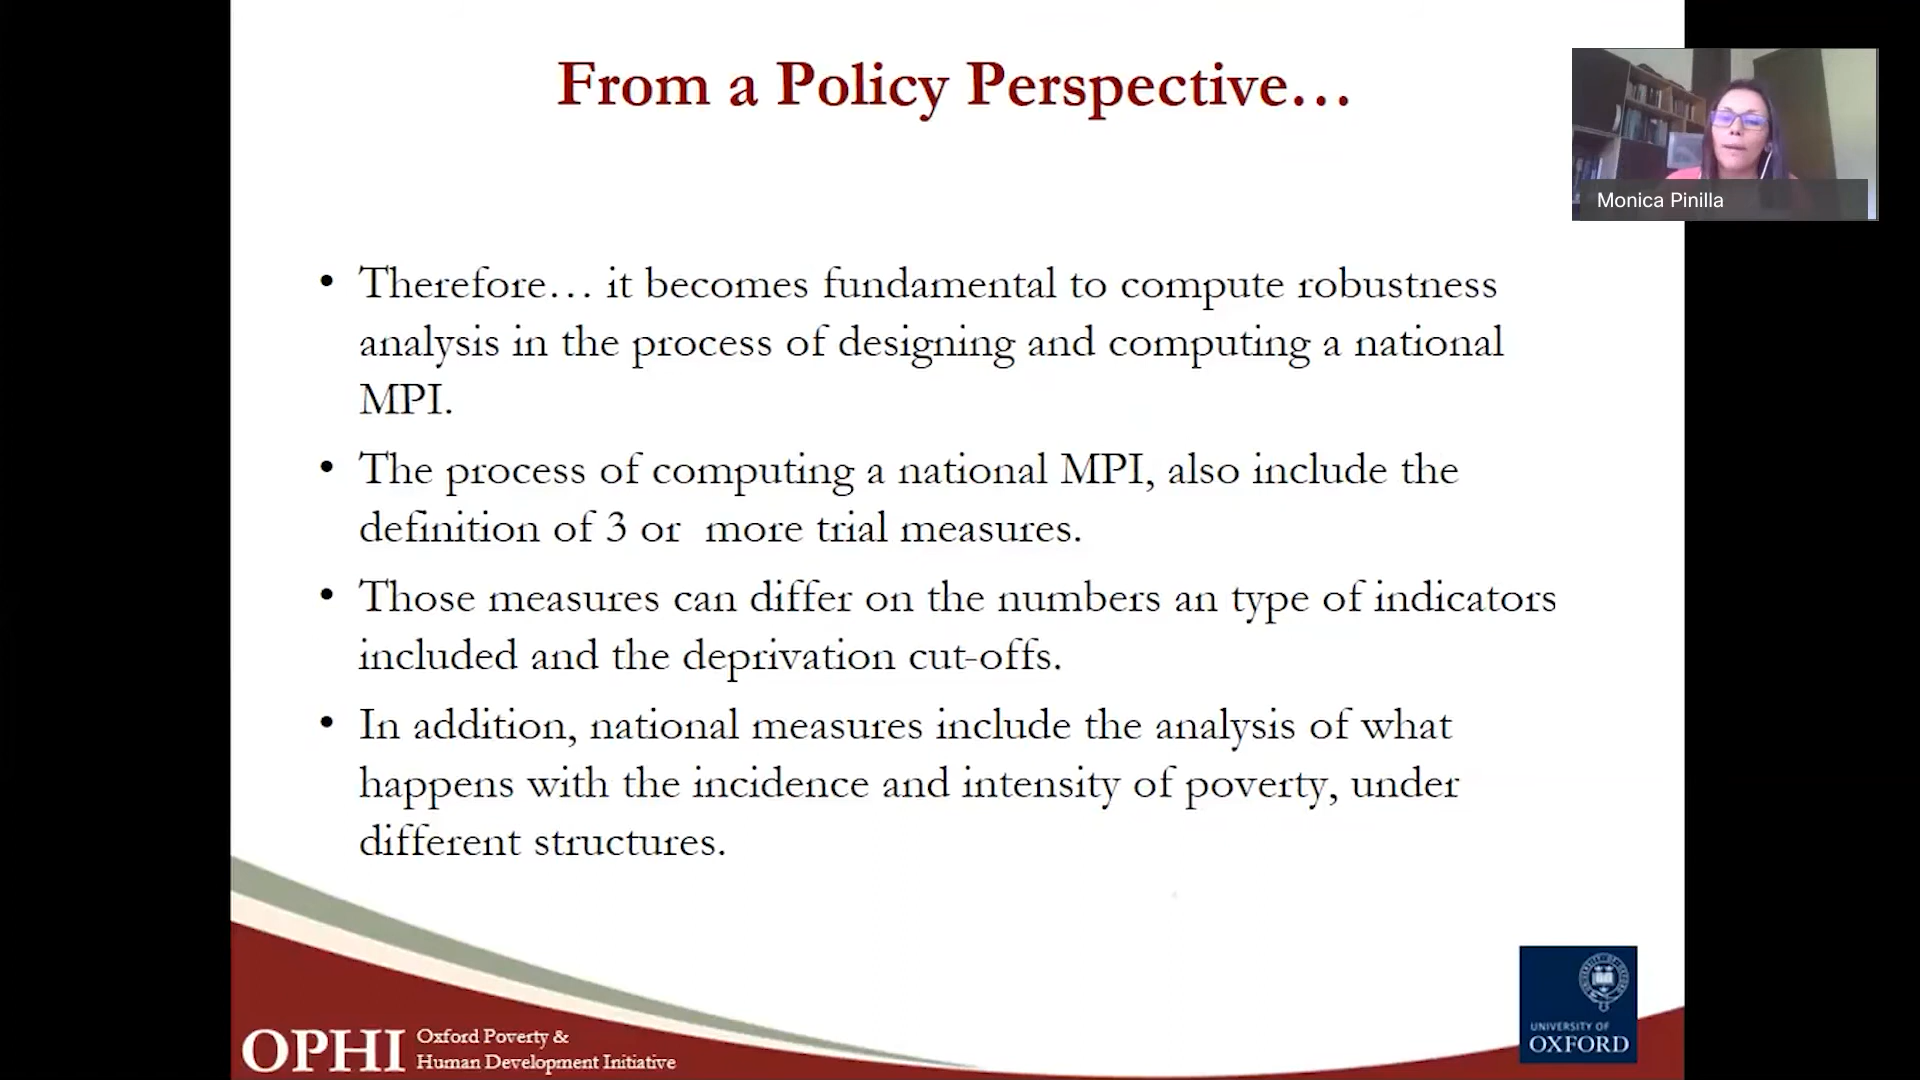 From a Policy Perspective…
Monica Pinilla
• Therefore… it becomes fundamental to compute robustness
analysis in the process of designing and computing a national
MPI.
• The process of computing a national MPI, also include the
definition of 3 or  more trial measures.
• Those measures can differ on the numbers an type of indicators
included and the deprivation cut-offs.
• In addition, national measures include the analysis of what
happens with the incidence and intensity of poverty, under
different structures.
OPHI
Oxford Poverty &
Human Development Initiative
UNIVERSITY OF
OXFORD